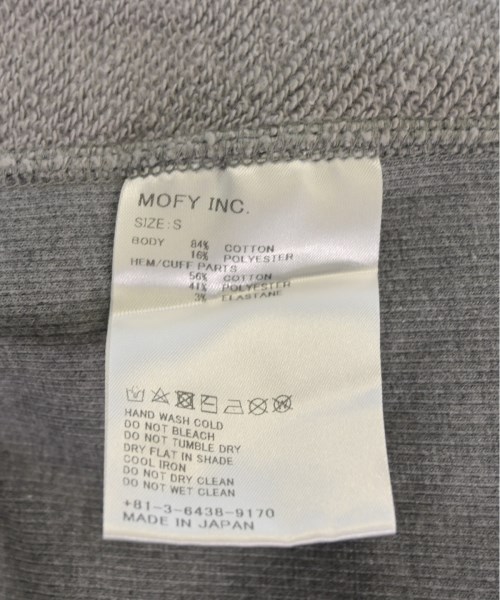 MOFY INC.
SIZE:S
BODY 84% COTTON
16% POLYESTER
HEM/CUFF PARTS
56% COTTON
41% POLYESTER
3% ELASTANE
HAND WASH COLD
DO NOT BLEACH
DO NOT TUMBLE DRY
DRY FLAT IN SHADE
COOL IRON
DO NOT DRY CLEAN
DO NOT WET CLEAN
+81-3-6438-9170
MADE IN JAPAN